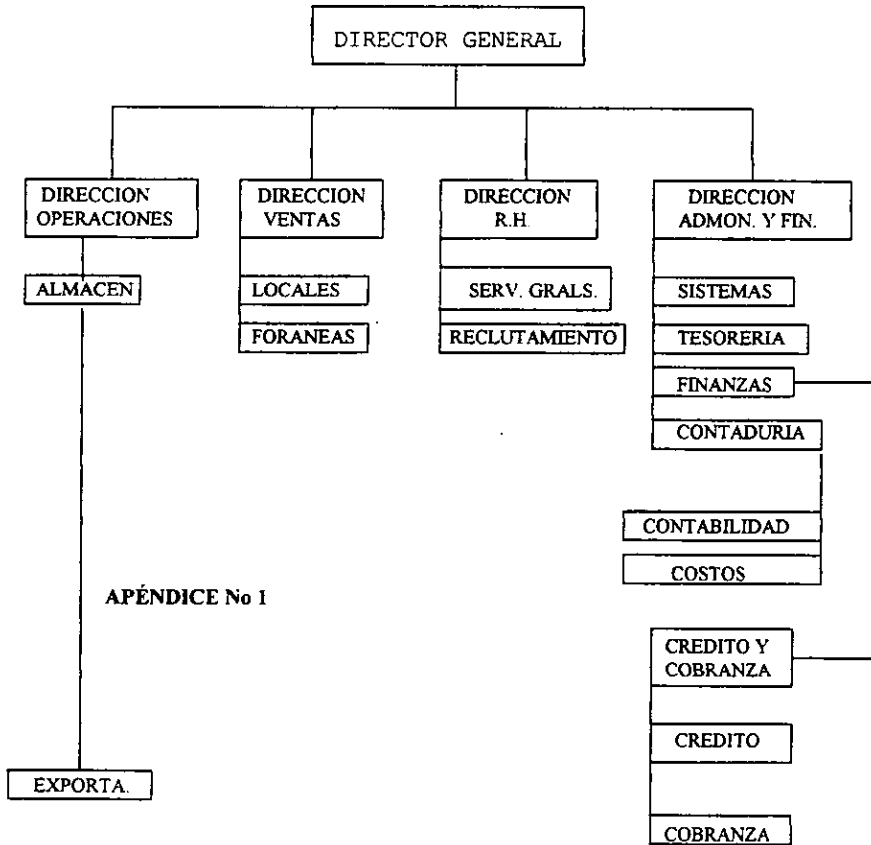 DIRECTOR GENERAL
DIRECCION
OPERACIONES
DIRECCION
VENTAS
DIRECCION
R.H.
DIRECCION
ADMON. Y FIN.
ALMACEN
LOCALES
SERV. GRALS.
SISTEMAS
FORANEAS
RECLUTAMIENTO
TESORERIA
FINANZAS
CONTADURIA
CONTABILIDAD
COSTOS
APÉNDICE No 1
CREDITO Y
COBRANZA
CREDITO
EXPORTA.
COBRANZA